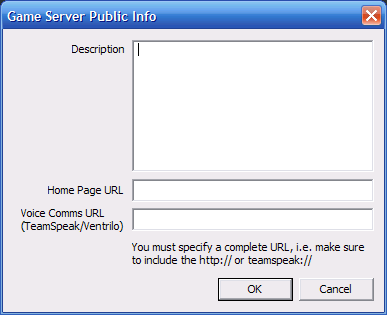 Game Server Public Info
Description
Home Page URL
Voice Comms URL
(TeamSpeak/Ventrilo)
You must specify a complete URL, i.e. make sure
to include the http:// or teamspeak://
OK
Cancel